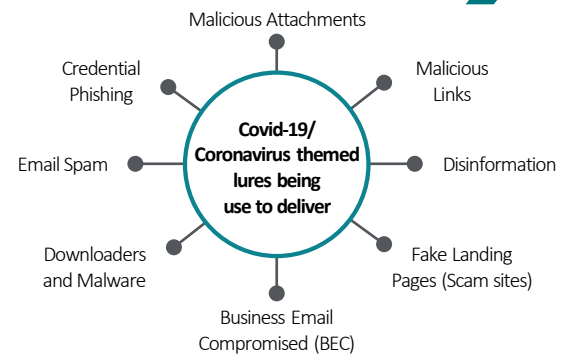 Malicious Attachments
Credential
Phishing
Malicious
Links
Covid-19/
Coronavirus themed
lures being
use to deliver
Email Spam
Disinformation
Downloaders
and Malware
Fake Landing
Pages (Scam sites)
Business Email
Compromised (BEC)